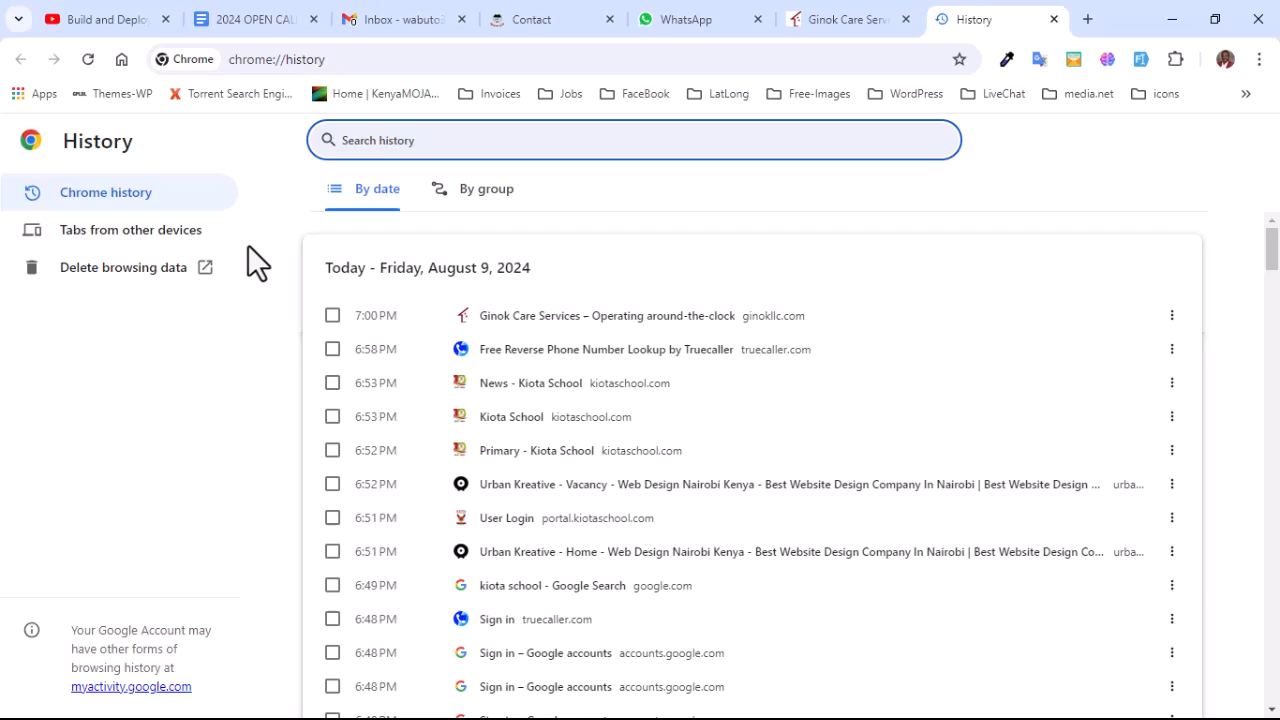 Build and Deploy
2024 OPEN CAL
Inbox - wabuto3
Contact
WhatsApp
Ginok Care Serv
History
Chrome
chrome://history
Apps
Themes-WP
Torrent Search Engi...
Home | KenyaMOJA...
Invoices
Jobs
FaceBook
LatLong
Free-Images
WordPress
LiveChat
media.net
icons
History
Search history
Chrome history
Tabs from other devices
Delete browsing data
By date
By group
Today - Friday, August 9, 2024
7:00 PM Ginok Care Services – Operating around-the-clock ginokllc.com
6:58 PM Free Reverse Phone Number Lookup by Truecaller truecaller.com
6:53 PM News - Kiota School kiotaschool.com
6:53 PM Kiota School kiotaschool.com
6:52 PM Primary - Kiota School kiotaschool.com
6:52 PM Urban Kreative - Vacancy - Web Design Nairobi Kenya - Best Website Design Company In Nairobi | Best Website Design ... urba...
6:51 PM User Login portal.kiotaschool.com
6:51 PM Urban Kreative - Home - Web Design Nairobi Kenya - Best Website Design Company In Nairobi | Best Website Design Co... urba...
6:49 PM kiota school - Google Search google.com
6:48 PM Sign in truecaller.com
6:48 PM Sign in – Google accounts accounts.google.com
6:48 PM Sign in – Google accounts accounts.google.com
Your Google Account may
have other forms of
browsing history at
myactivity.google.com